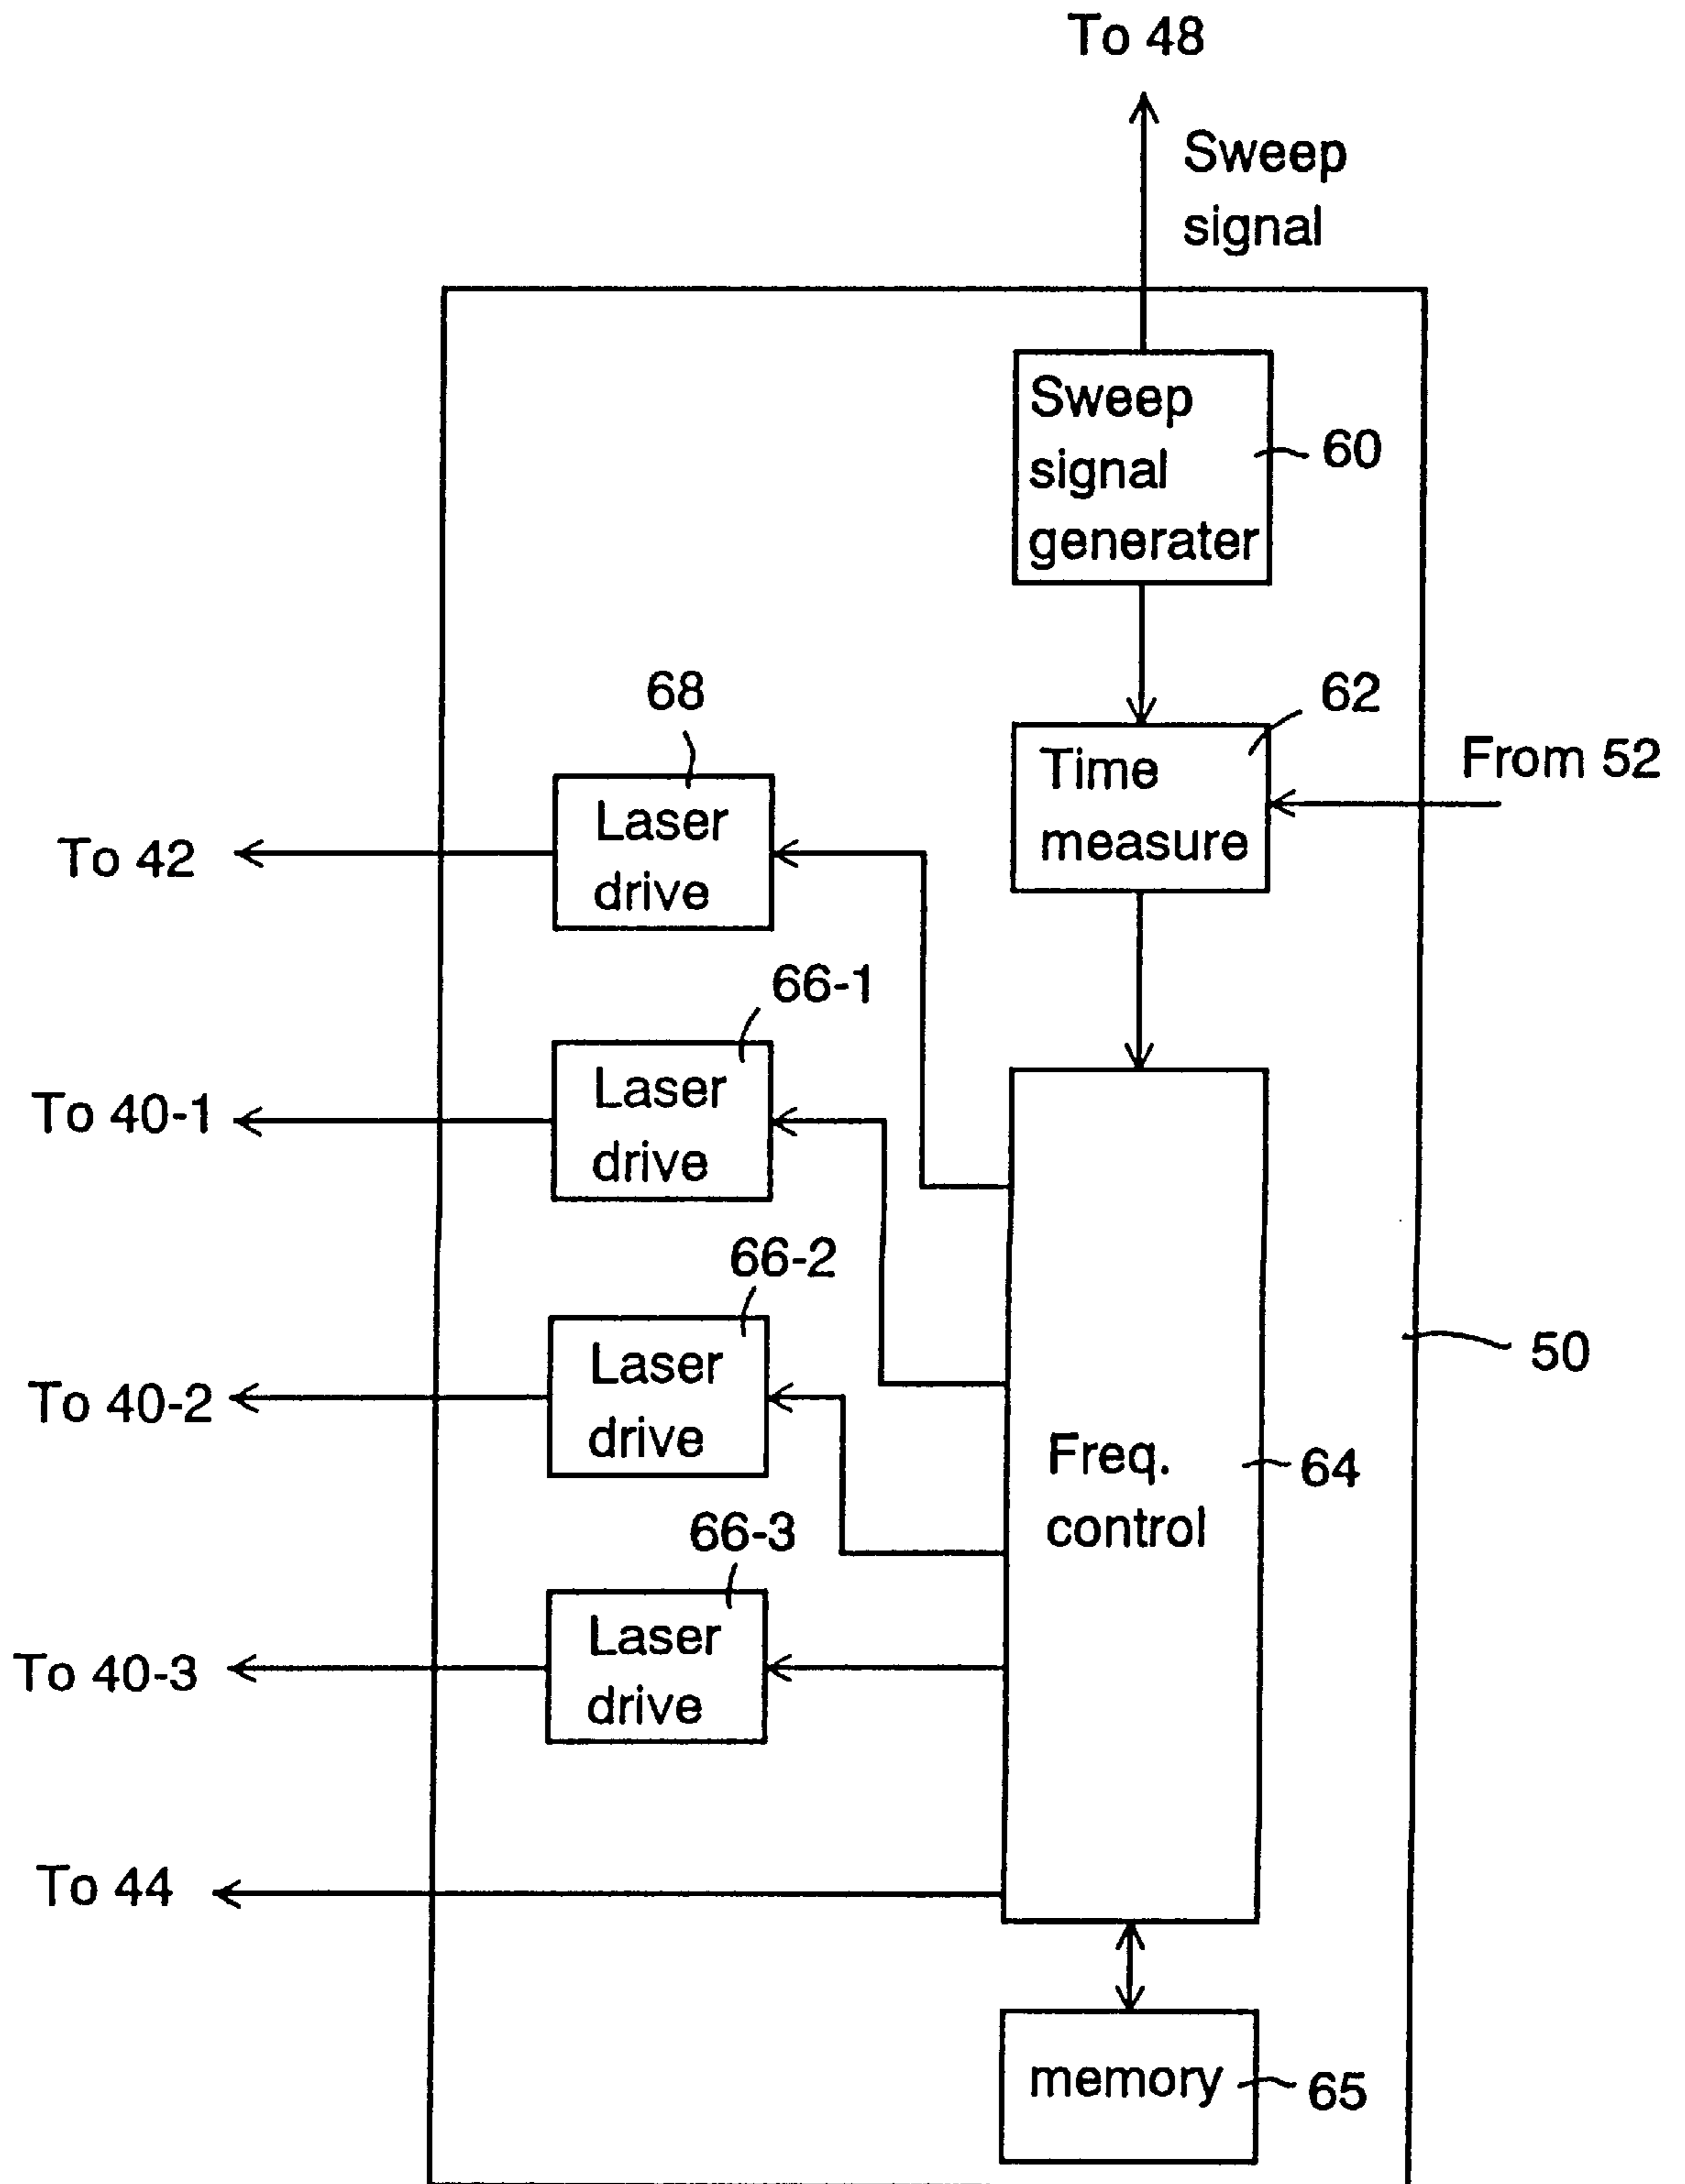 To 48
Sweep
signal
Sweep
signal
generater
60
68
62
From 52
Time
measure
Laser
drive
To 42
66-1
Laser
drive
To 40-1
66-2
Laser
drive
To 40-2
50
Freq.
control
64
66-3
Laser
drive
To 40-3
To 44
memory
65